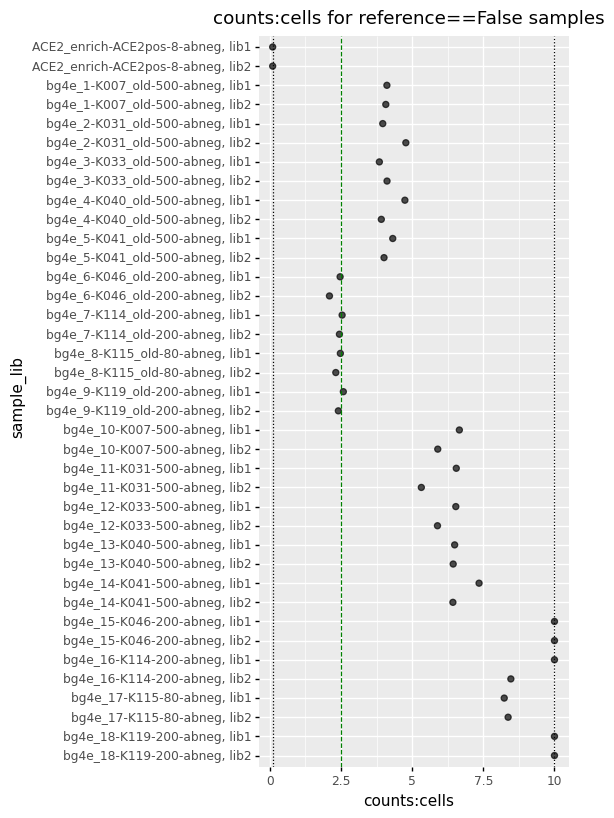 counts:cells for reference==False samples
ACE2_enrich-ACE2pos-8-abneg, lib1
ACE2_enrich-ACE2pos-8-abneg, lib2
bg4e_1-K007_old-500-abneg, lib1
bg4e_1-K007_old-500-abneg, lib2
bg4e_2-K031_old-500-abneg, lib1
bg4e_2-K031_old-500-abneg, lib2
bg4e_3-K033_old-500-abneg, lib1
bg4e_3-K033_old-500-abneg, lib2
bg4e_4-K040_old-500-abneg, lib1
bg4e_4-K040_old-500-abneg, lib2
bg4e_5-K041_old-500-abneg, lib1
bg4e_5-K041_old-500-abneg, lib2
bg4e_6-K046_old-200-abneg, lib1
bg4e_6-K046_old-200-abneg, lib2
bg4e_7-K114_old-200-abneg, lib1
bg4e_7-K114_old-200-abneg, lib2
bg4e_8-K115_old-80-abneg, lib1
bg4e_8-K115_old-80-abneg, lib2
bg4e_9-K119_old-200-abneg, lib1
bg4e_9-K119_old-200-abneg, lib2
bg4e_10-K007-500-abneg, lib1
bg4e_10-K007-500-abneg, lib2
bg4e_11-K031-500-abneg, lib1
bg4e_11-K031-500-abneg, lib2
bg4e_12-K033-500-abneg, lib1
bg4e_12-K033-500-abneg, lib2
bg4e_13-K040-500-abneg, lib1
bg4e_13-K040-500-abneg, lib2
bg4e_14-K041-500-abneg, lib1
bg4e_14-K041-500-abneg, lib2
bg4e_15-K046-200-abneg, lib1
bg4e_15-K046-200-abneg, lib2
bg4e_16-K114-200-abneg, lib1
bg4e_16-K114-200-abneg, lib2
bg4e_17-K115-80-abneg, lib1
bg4e_17-K115-80-abneg, lib2
bg4e_18-K119-200-abneg, lib1
bg4e_18-K119-200-abneg, lib2
sample_lib
0 2.5 5 7.5 10
counts:cells